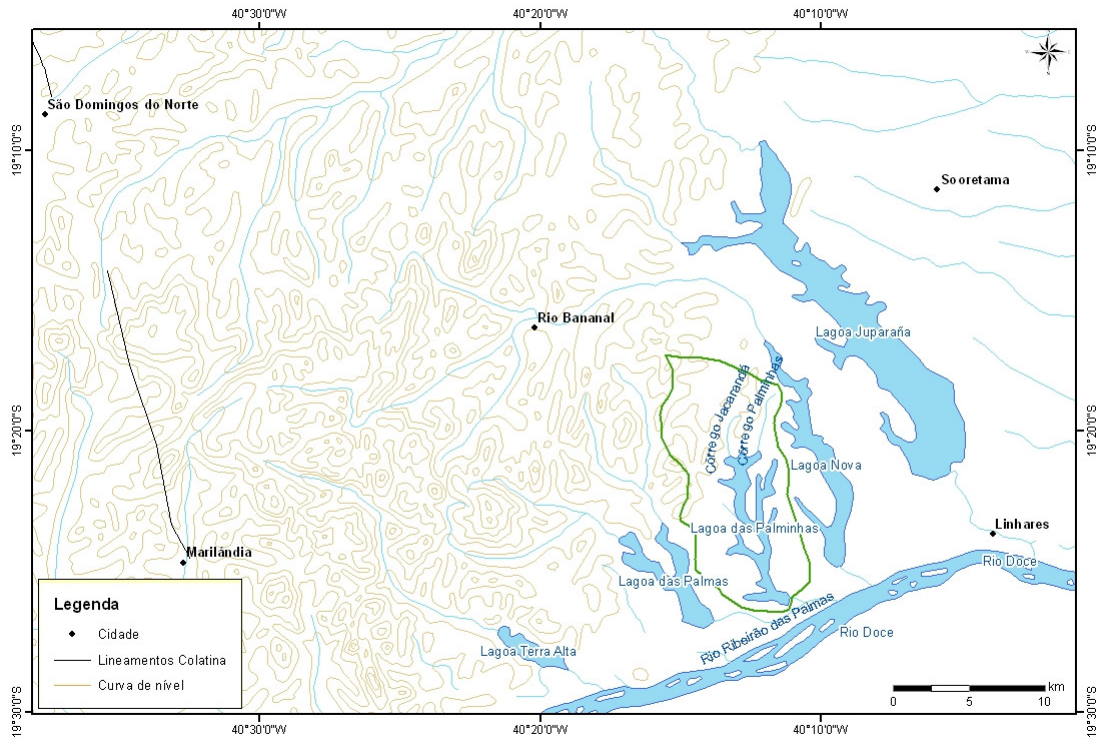 40°30'0"W
40°20'0"W
40°10'0"W
São Domingos do Norte
19°10'0"S
19°10'0"S
Sooretama
Rio Bananal
Lagoa Juparaña
Córrego Jacarandá
Córrego Palminhas
19°20'0"S
19°20'0"S
Lagoa Nova
Lagoa das Palminhas
Linhares
Marilândia
Rio Doce
Lagoa das Palmas
Rio Ribeirão das Palmas
Rio Doce
Lagoa Terra Alta
Legenda
Cidade
Lineamentos Colatina
Curva de nível
km
0 5 10
19°30'0"S
19°30'0"S
40°30'0"W
40°20'0"W
40°10'0"W